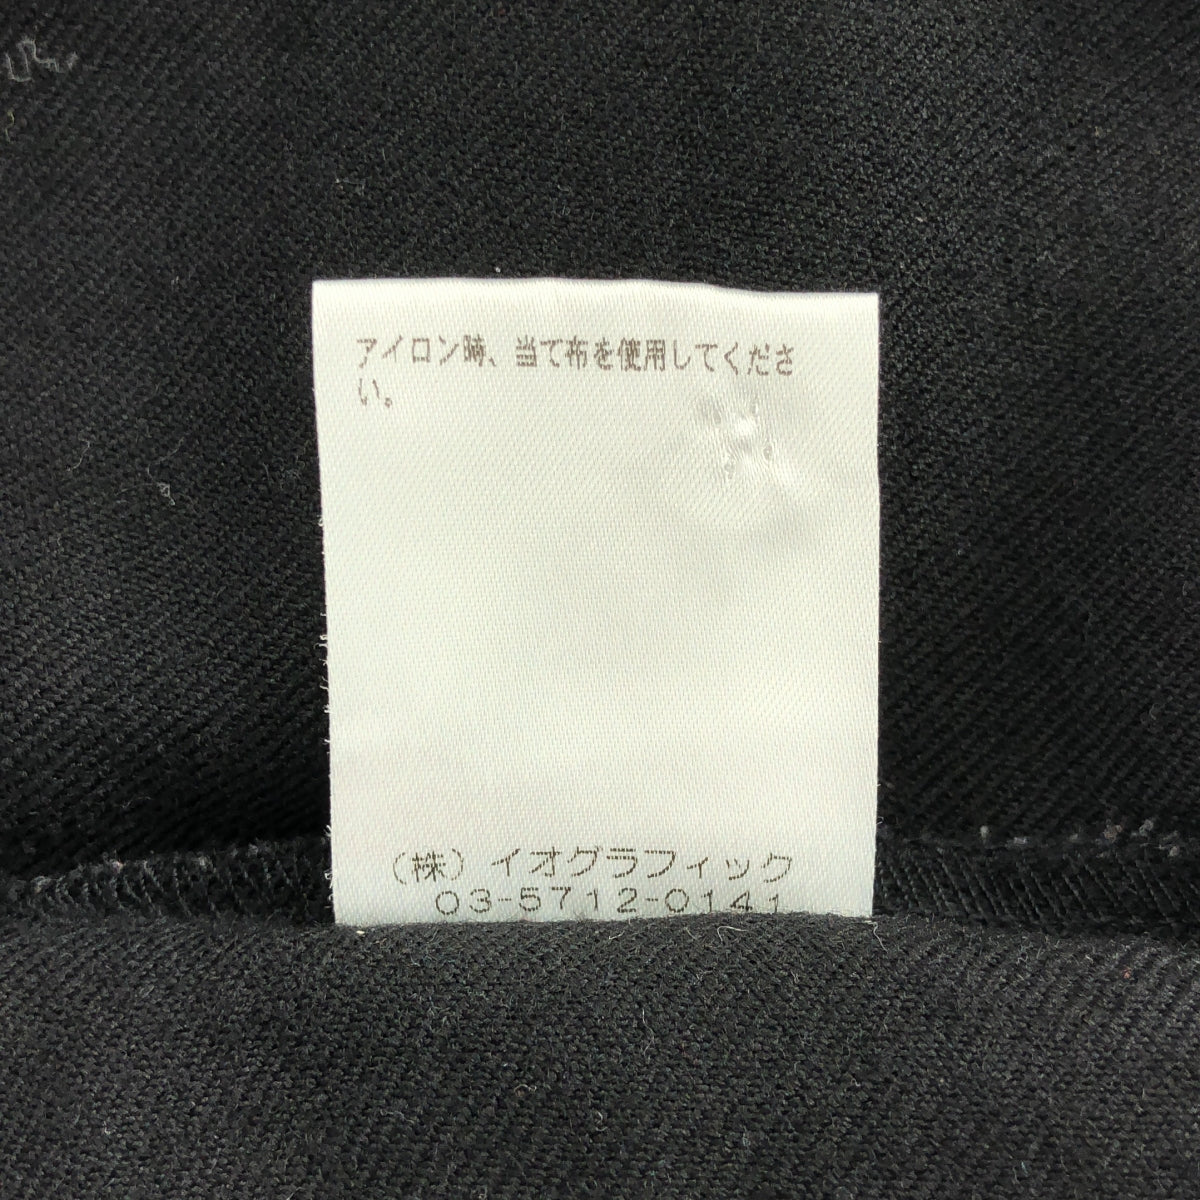 アイロン時、当て布を使用してくださ
い。
(株)イオグラフィック
03-5712-0141